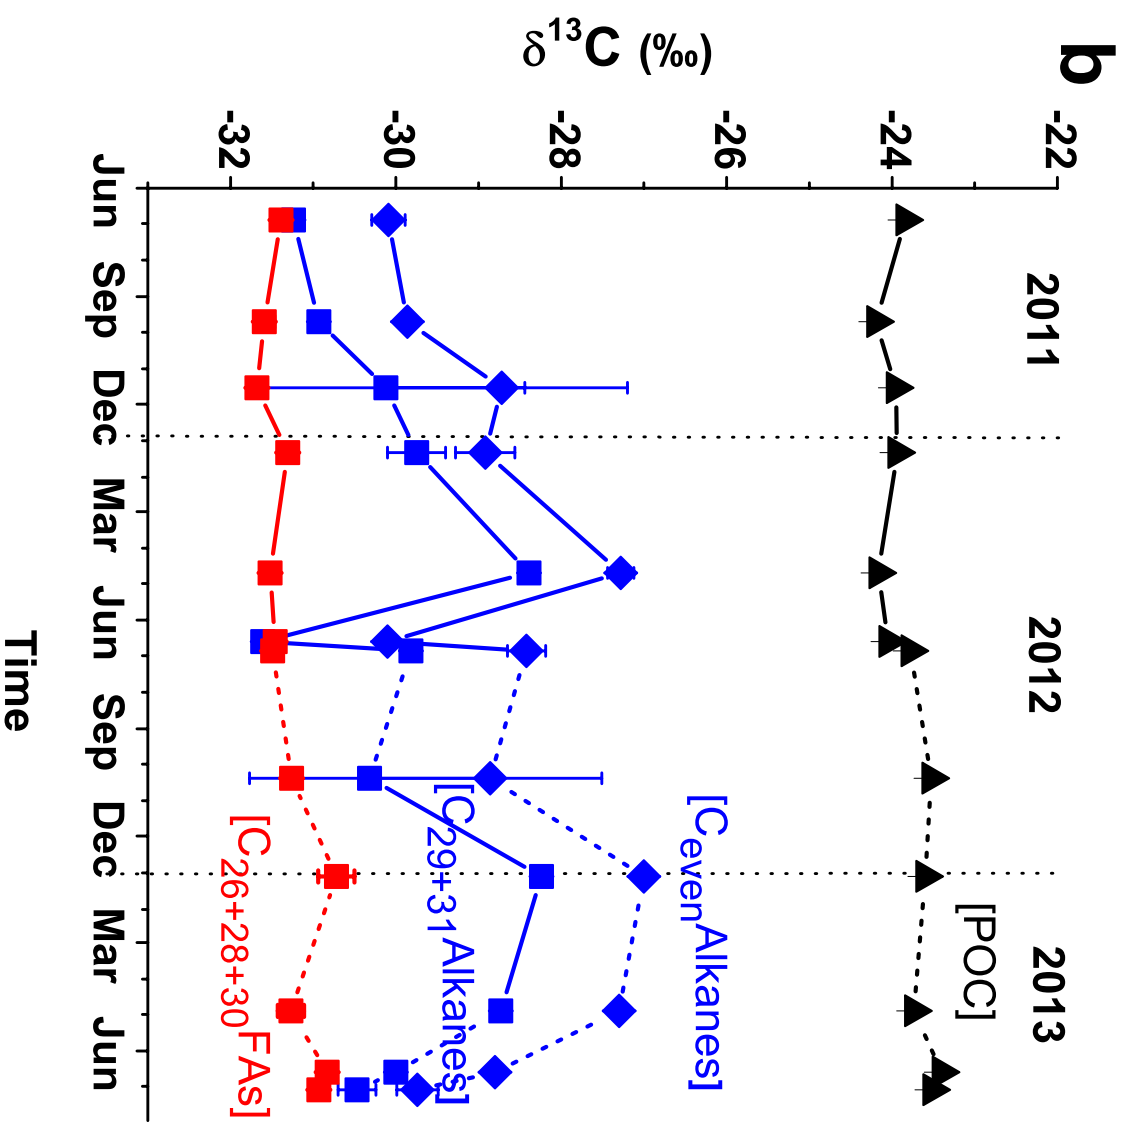 b
δ¹³C (‰)
-22
-24
-26
-28
-30
-32
2011
2012
2013
[POC]
[CevenAlkanes]
[C29+31Alkanes]
[C26+28+30FAs]
Jun
Sep
Dec
Mar
Jun
Sep
Dec
Mar
Jun
Time